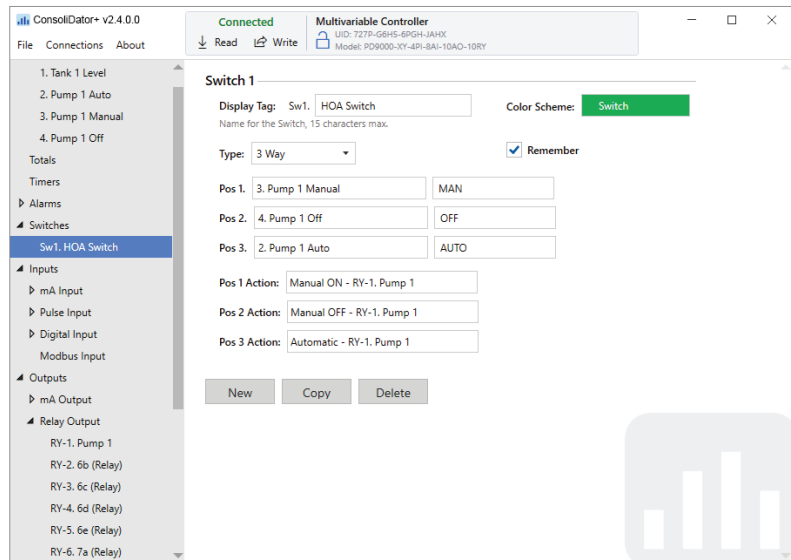 ConsoliDator+ v2.4.0.0
File Connections About
Connected
Read Write
Multivariable Controller
UID: 727P-G6H5-6PGH-JAHX
Model: PD9000-XY-4PI-8AI-10AO-10RY
1. Tank 1 Level
2. Pump 1 Auto
3. Pump 1 Manual
4. Pump 1 Off
Totals
Timers
Alarms
Switches
Sw1. HOA Switch
Inputs
mA Input
Pulse Input
Digital Input
Modbus Input
Outputs
mA Output
Relay Output
RY-1. Pump 1
RY-2. 6b (Relay)
RY-3. 6c (Relay)
RY-4. 6d (Relay)
RY-5. 6e (Relay)
RY-6. 7a (Relay)
Switch 1
Display Tag: Sw1. HOA Switch Color Scheme: Switch
Name for the Switch, 15 characters max.
Type: 3 Way Remember
Pos 1. 3. Pump 1 Manual MAN
Pos 2. 4. Pump 1 Off OFF
Pos 3. 2. Pump 1 Auto AUTO
Pos 1 Action: Manual ON - RY-1. Pump 1
Pos 2 Action: Manual OFF - RY-1. Pump 1
Pos 3 Action: Automatic - RY-1. Pump 1
New Copy Delete